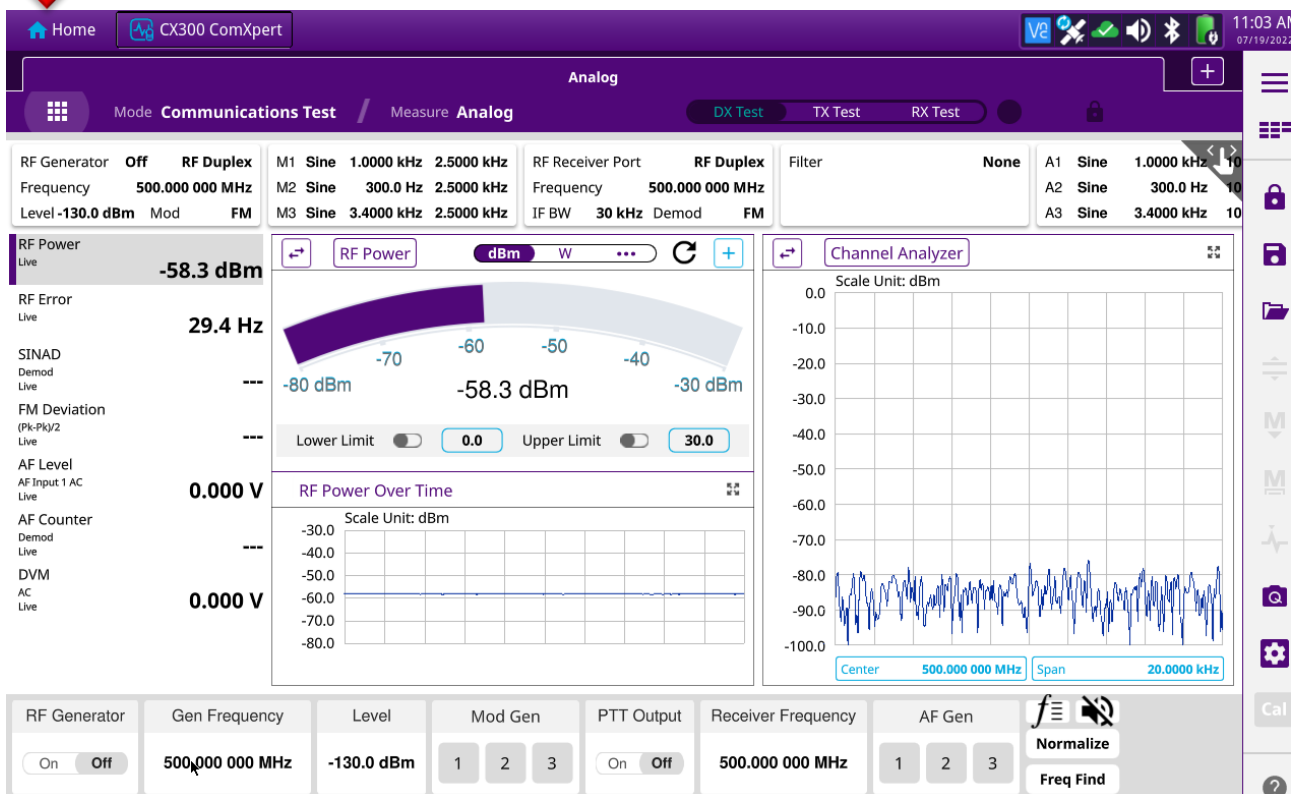 Home
CX300 ComXpert
11:03 AM
07/19/2022
Analog
+
Mode Communications Test / Measure Analog
DX Test TX Test RX Test
RF Generator Off RF Duplex
Frequency 500.000 000 MHz
Level -130.0 dBm Mod FM
M1 Sine 1.0000 kHz 2.5000 kHz
M2 Sine 300.0 Hz 2.5000 kHz
M3 Sine 3.4000 kHz 2.5000 kHz
RF Receiver Port RF Duplex
Frequency 500.000 000 MHz
IF BW 30 kHz Demod FM
Filter None
A1 Sine 1.0000 kHz 10
A2 Sine 300.0 Hz 10
A3 Sine 3.4000 kHz 10
RF Power
Live
-58.3 dBm
RF Error
Live
29.4 Hz
SINAD
Demod
Live
---
FM Deviation
(Pk-Pk)/2
Live
---
AF Level
AF Input 1 AC
Live
0.000 V
AF Counter
Demod
Live
---
DVM
AC
Live
0.000 V
RF Power
dBm W •••
+
-80 dBm
-70
-60
-50
-40
-30 dBm
-58.3 dBm
Lower Limit 0.0 Upper Limit 30.0
RF Power Over Time
Scale Unit: dBm
-30.0
-40.0
-50.0
-60.0
-70.0
-80.0
Channel Analyzer
Scale Unit: dBm
0.0
-10.0
-20.0
-30.0
-40.0
-50.0
-60.0
-70.0
-80.0
-90.0
-100.0
Center 500.000 000 MHz
Span 20.0000 kHz
M
M
Cal
?
RF Generator
On Off
Gen Frequency
500.000 000 MHz
Level
-130.0 dBm
Mod Gen
1 2 3
PTT Output
On Off
Receiver Frequency
500.000 000 MHz
AF Gen
1 2 3
f
Normalize
Freq Find